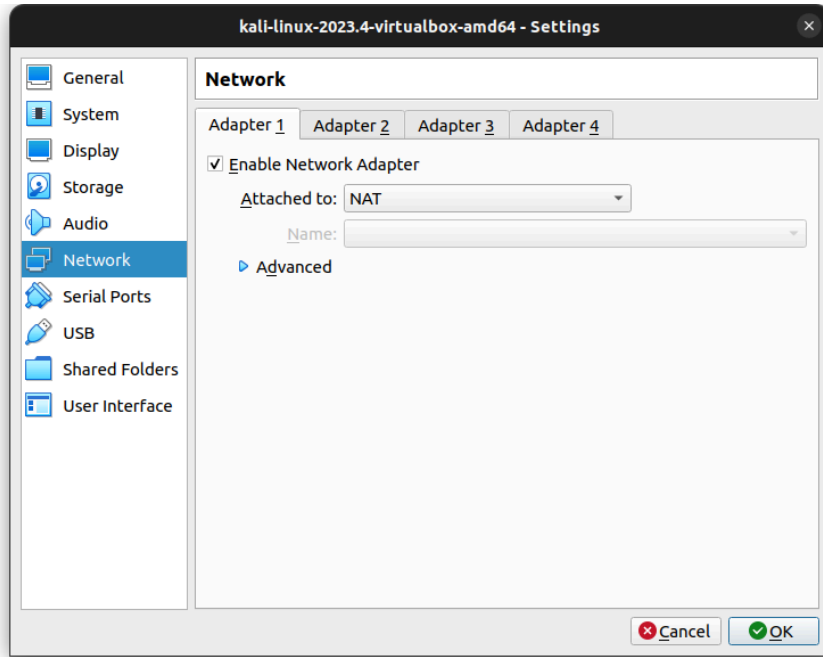 kali-linux-2023.4-virtualbox-amd64 - Settings
General
System
Display
Storage
Audio
Network
Serial Ports
USB
Shared Folders
User Interface
Network
Adapter 1 Adapter 2 Adapter 3 Adapter 4
Enable Network Adapter
Attached to: NAT
Name:
Advanced
Cancel OK